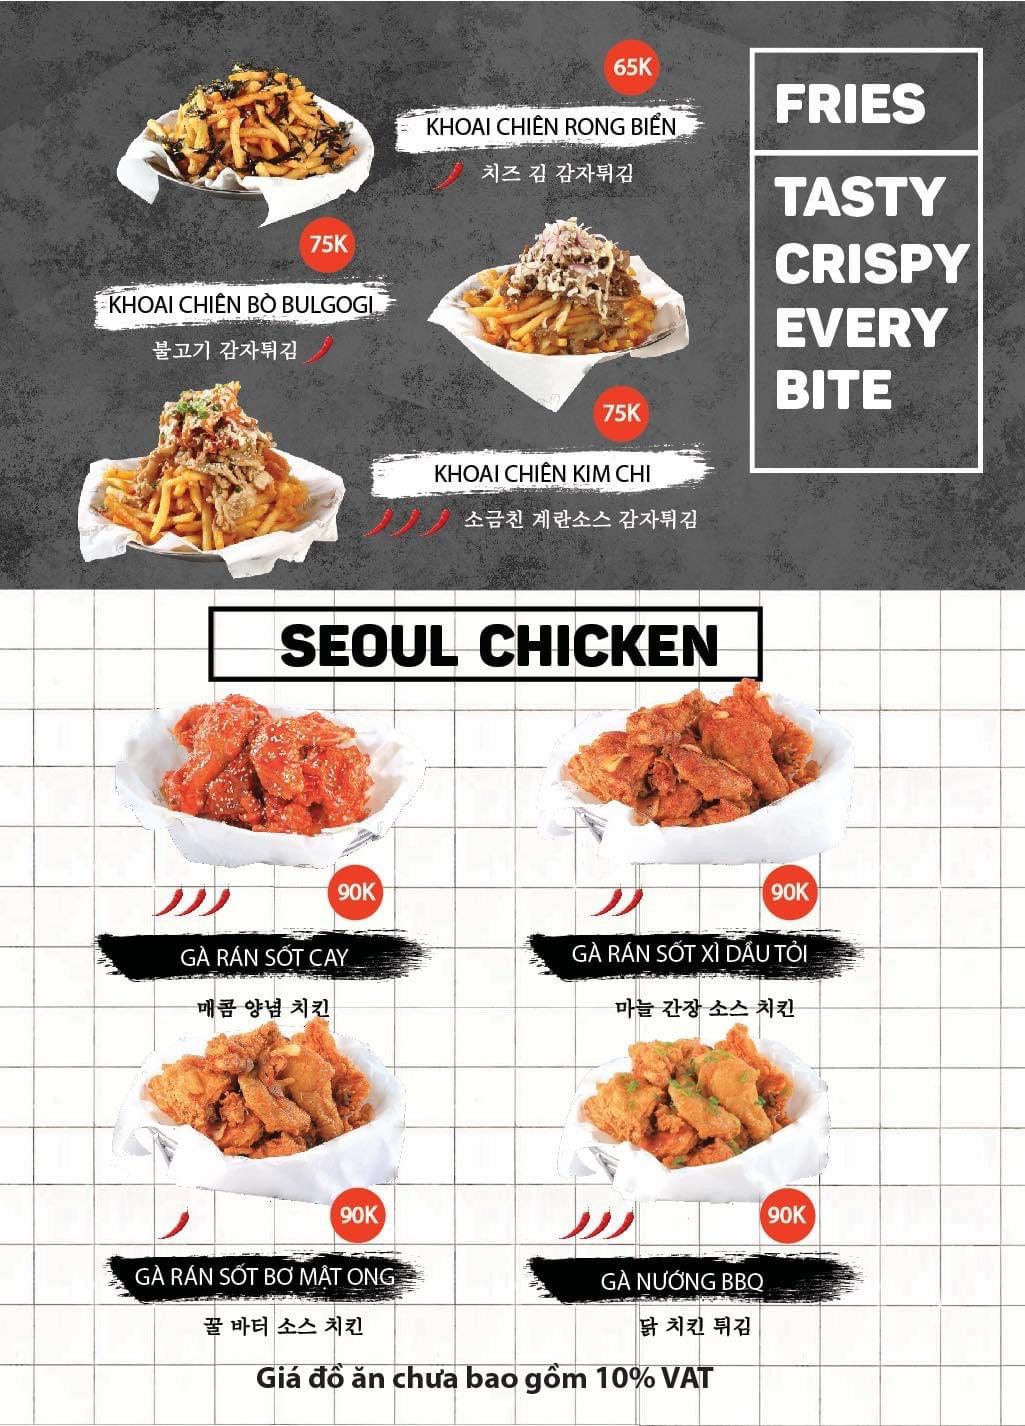 65K
KHOAI CHIÊN RONG BIỂN
치즈 김 감자튀김
75K
KHOAI CHIÊN BÒ BULGOGI
불고기 감자튀김
75K
KHOAI CHIÊN KIM CHI
소금친 계란소스 감자튀김
FRIES
TASTY
CRISPY
EVERY
BITE
SEOUL CHICKEN
90K
GÀ RÁN SỐT CAY
매콤 양념 치킨
90K
GÀ RÁN SỐT XÌ DẦU TỎI
마늘 간장 소스 치킨
90K
GÀ RÁN SỐT BƠ MẬT ONG
꿀 바터 소스 치킨
90K
GÀ NƯỚNG BBQ
닭 치킨 튀김
Giá đồ ăn chưa bao gồm 10% VAT